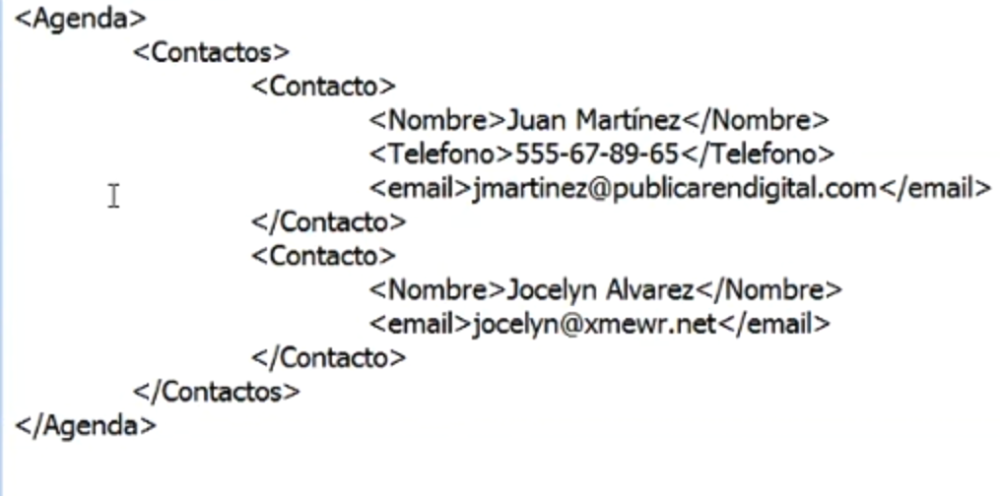 <Agenda>
<Contactos>
<Contacto>
<Nombre>Juan Martínez</Nombre>
<Telefono>555-67-89-65</Telefono>
<email>jmartinez@publicarendigital.com</email>
</Contacto>
<Contacto>
<Nombre>Jocelyn Alvarez</Nombre>
<email>jocelyn@xmewr.net</email>
</Contacto>
</Contactos>
</Agenda>